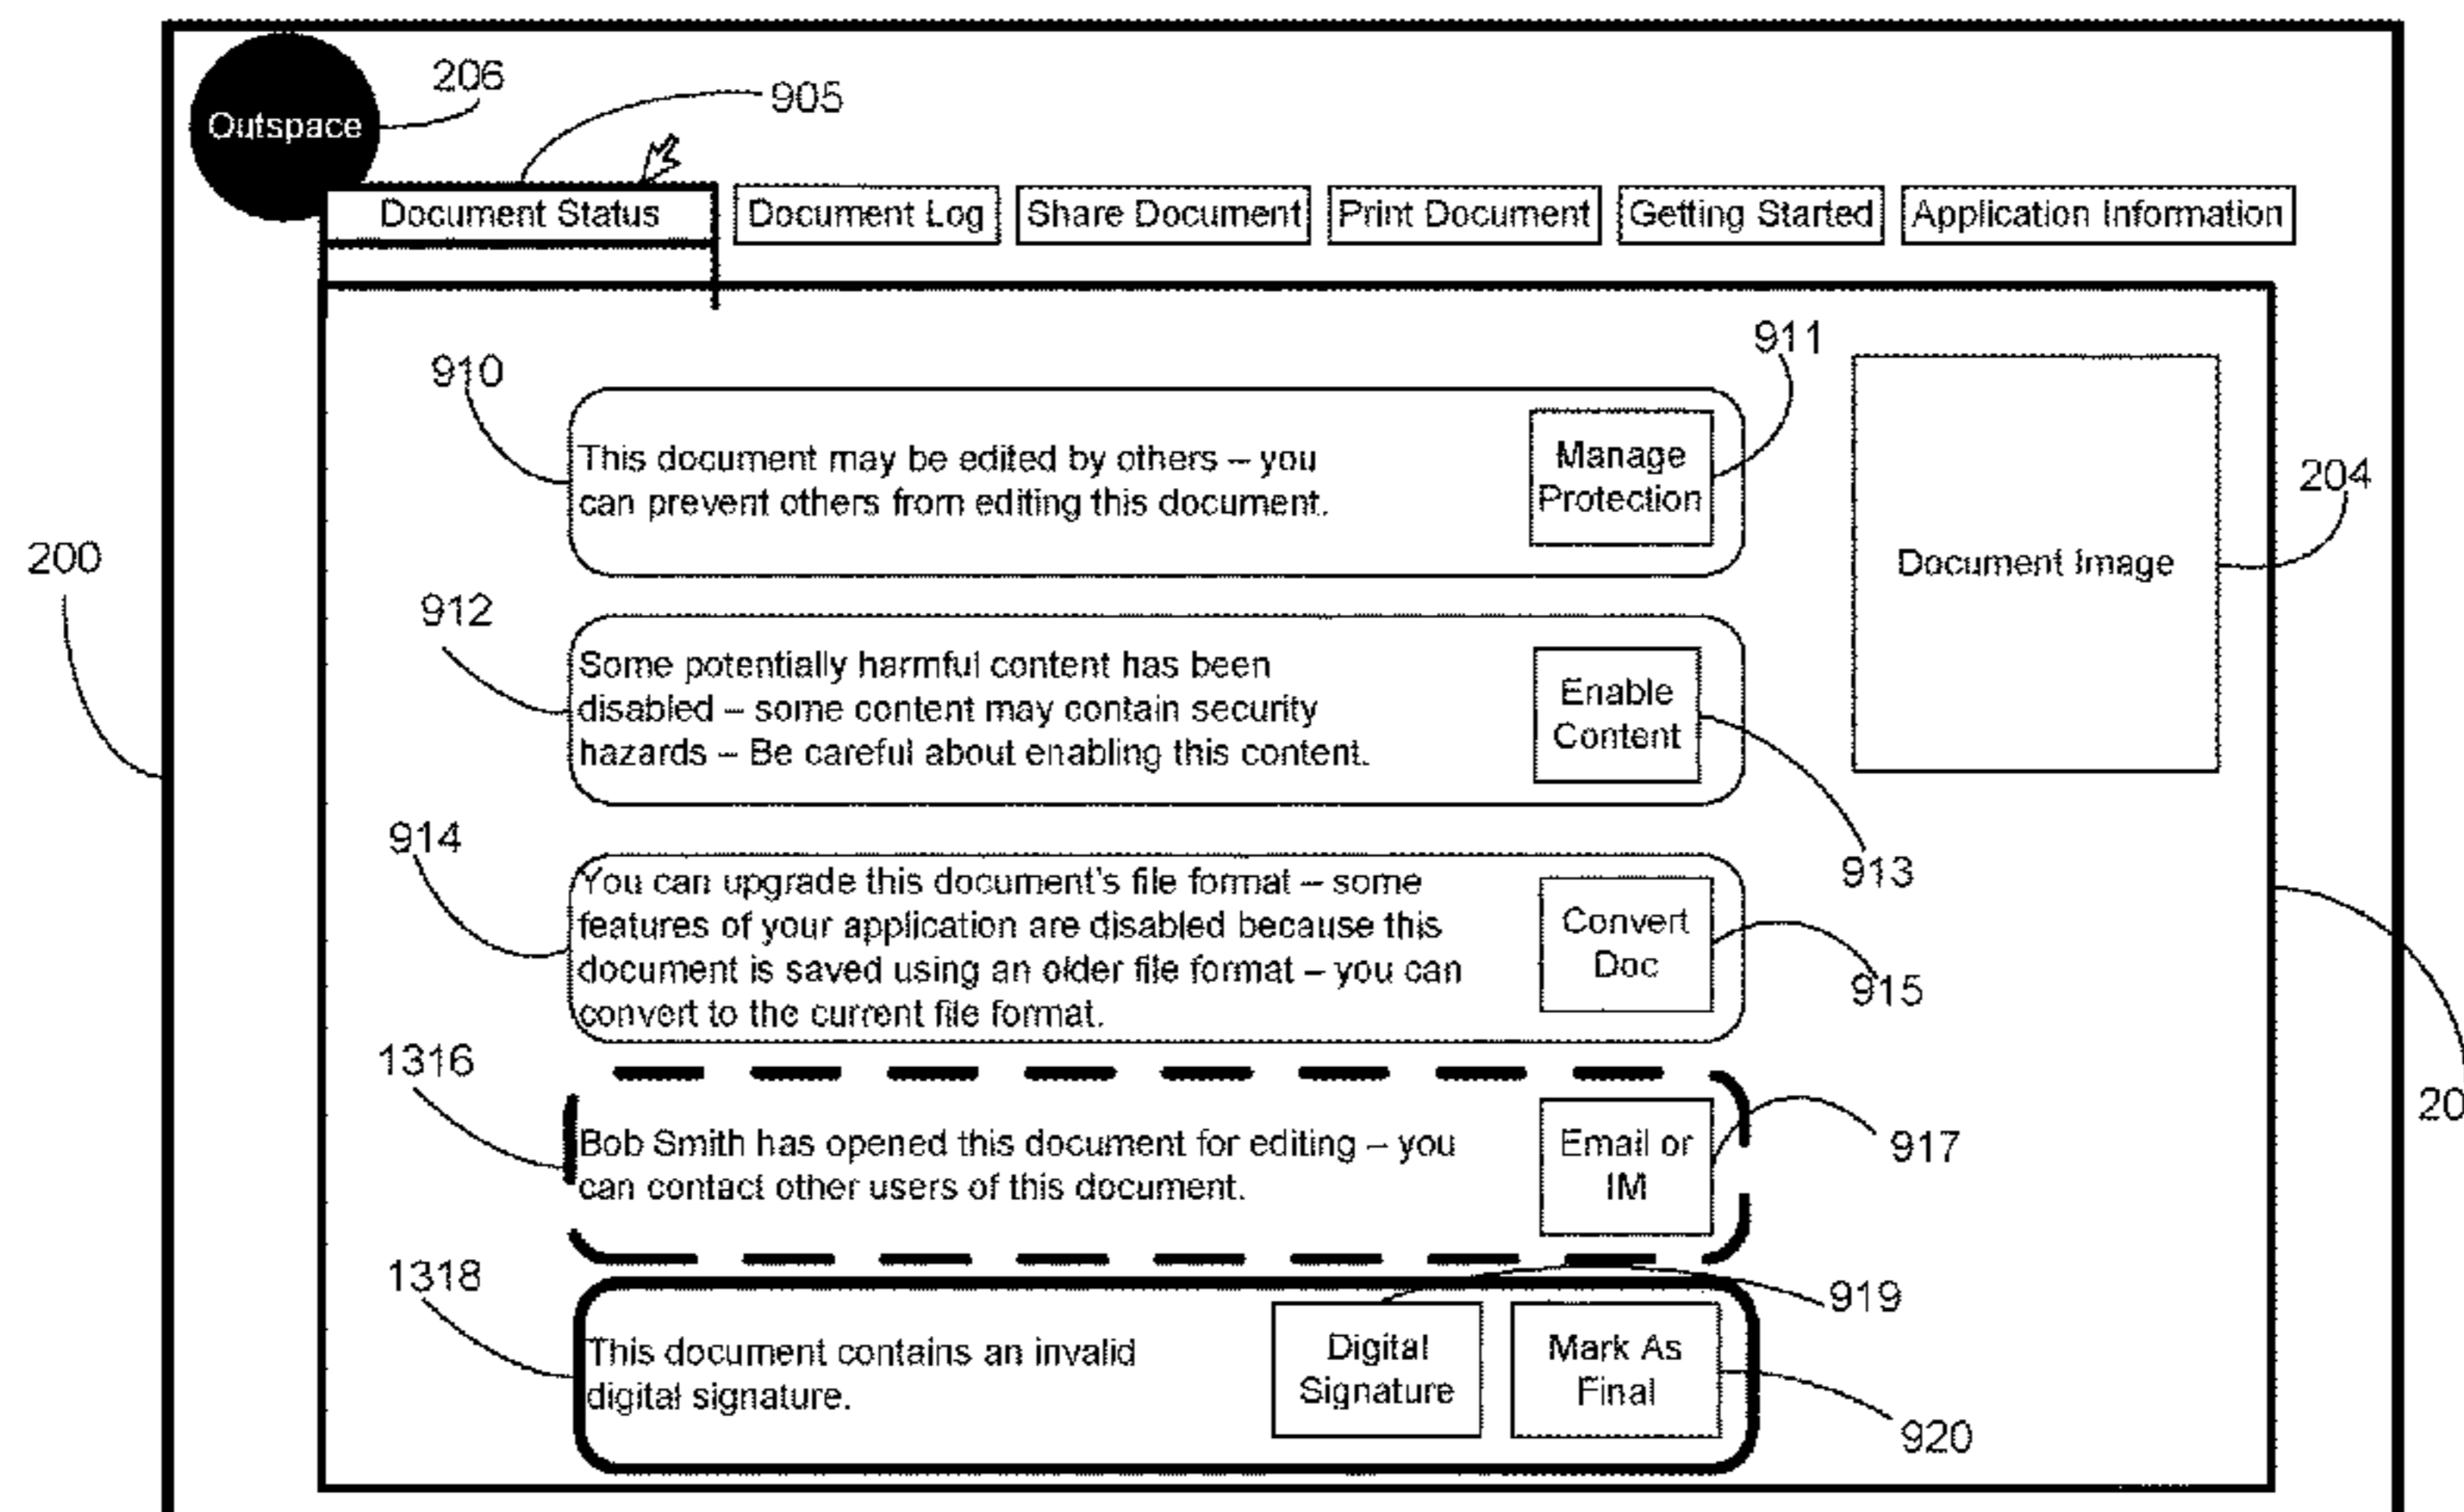 206
905
Outspace
Document Status
Document Log
Share Document
Print Document
Getting Started
Application Information
911
910
This document may be edited by others – you
can prevent others from editing this document.
Manage
Protection
204
Document Image
200
912
Some potentially harmful content has been
disabled – some content may contain security
hazards – Be careful about enabling this content.
Enable
Content
913
914
You can upgrade this document's file format – some
features of your application are disabled because this
document is saved using an older file format – you can
convert to the current file format.
Convert
Doc
915
1316
Bob Smith has opened this document for editing – you
can contact other users of this document.
Email or
IM
917
20
1318
This document contains an invalid
digital signature.
Digital
Signature
Mark As
Final
919
920